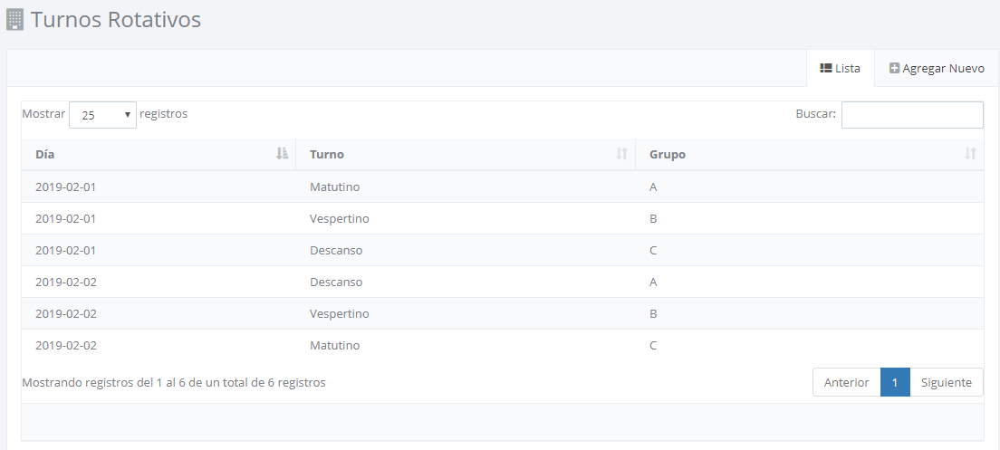 Turnos Rotativos
Lista Agregar Nuevo
Mostrar 25 registros Buscar:
Día Turno Grupo
2019-02-01 Matutino A
2019-02-01 Vespertino B
2019-02-01 Descanso C
2019-02-02 Descanso A
2019-02-02 Vespertino B
2019-02-02 Matutino C
Mostrando registros del 1 al 6 de un total de 6 registros Anterior 1 Siguiente